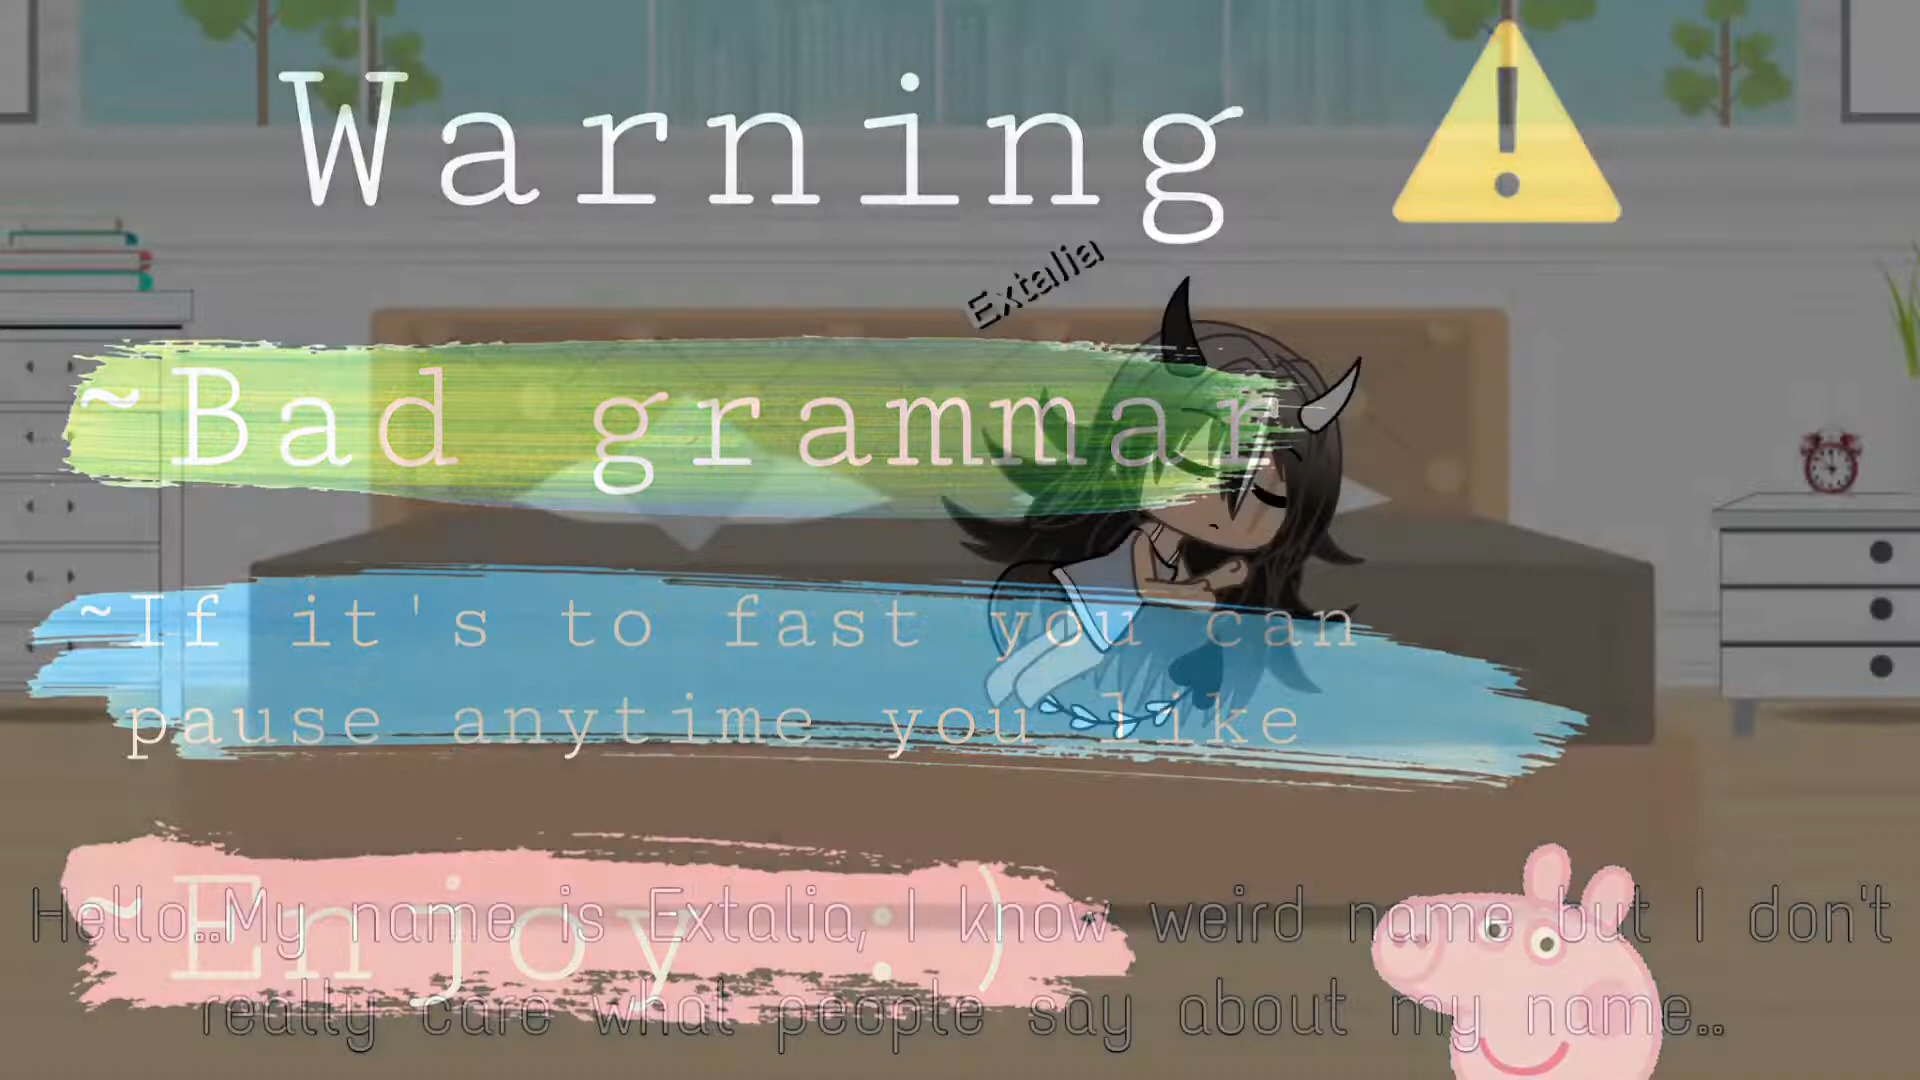 Warning
Extalia
~Bad grammar
~If it's to fast you can
pause anytime you like
~Enjoy :)
Hello..My name is Extalia, I know weird name but I don't
really care what people say about my name..